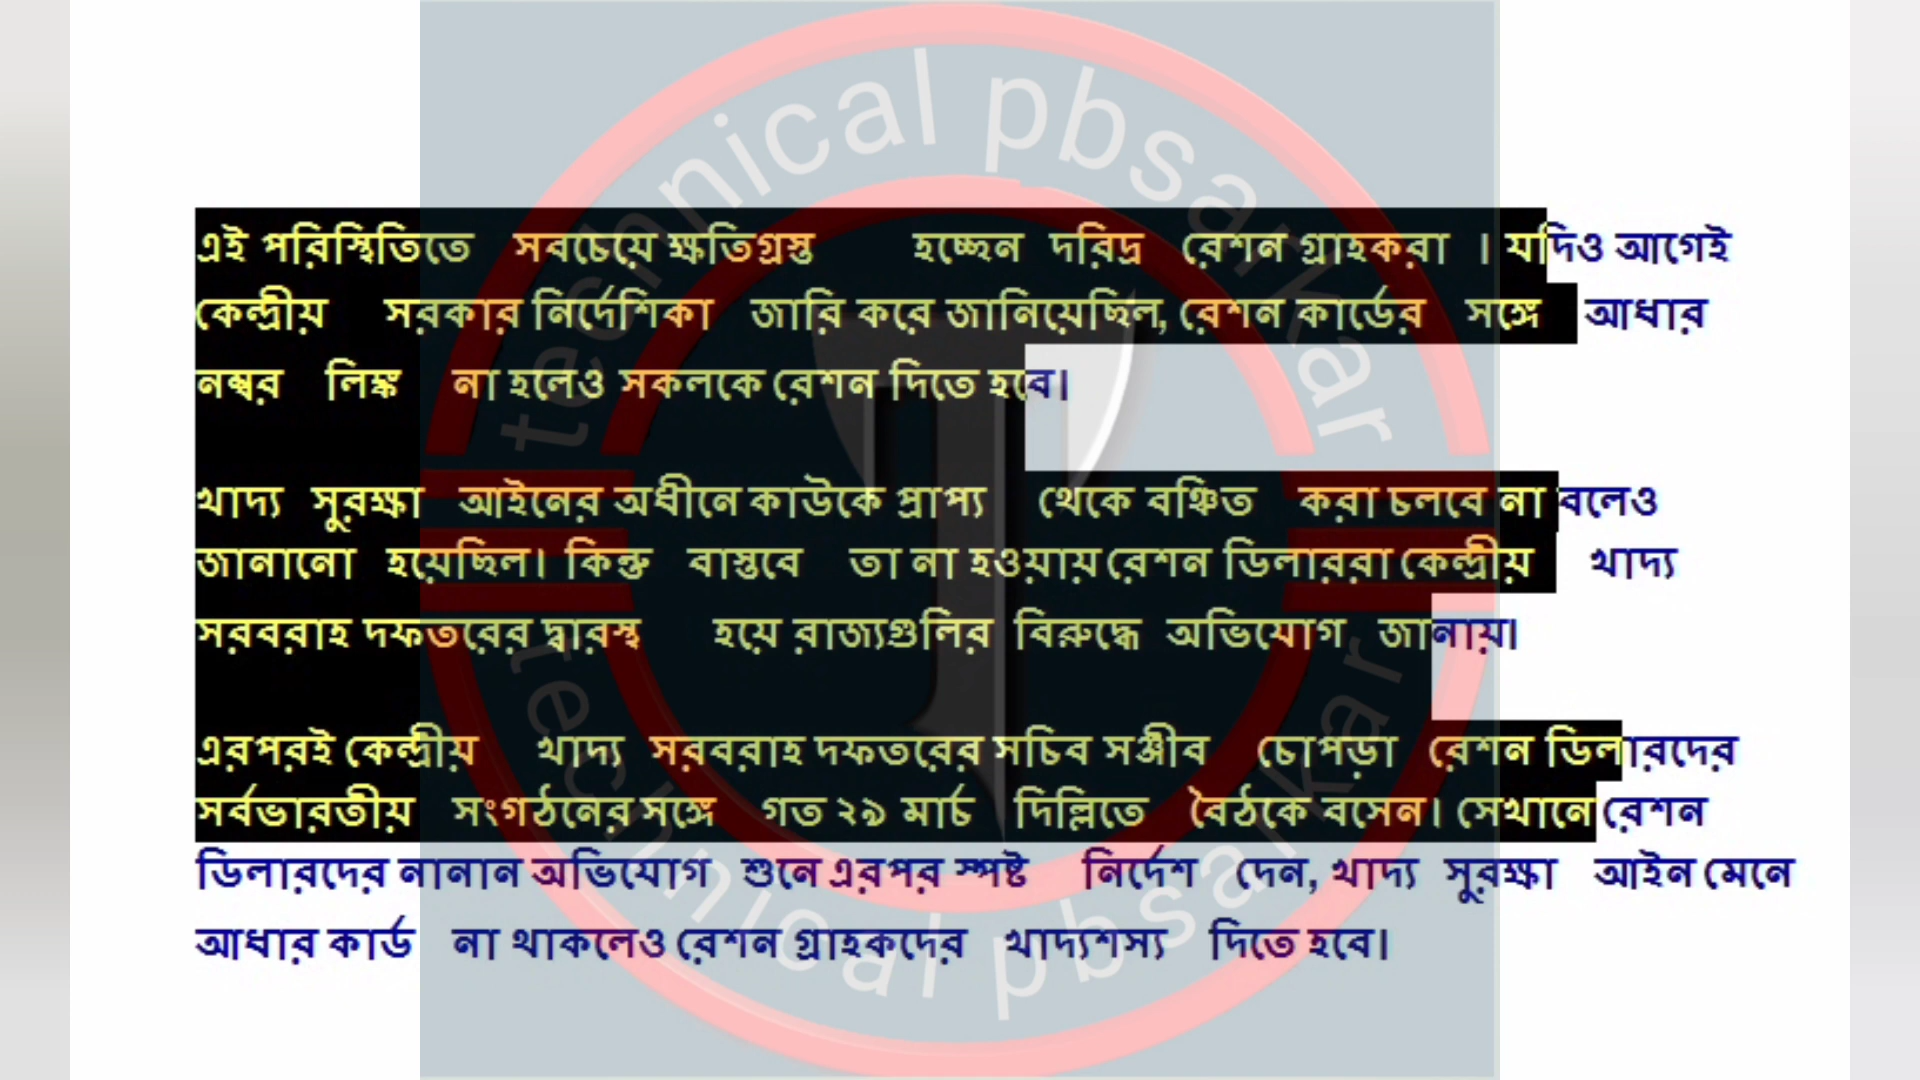 technical pbsarkar
এই পরিস্থিতিতে সবচেয়ে ক্ষতিগ্রস্ত হচ্ছেন দরিদ্র রেশন গ্রাহকরা । যদিও আগেই
কেন্দ্রীয় সরকার নির্দেশিকা জারি করে জানিয়েছিল, রেশন কার্ডের সঙ্গে আধার
নম্বর লিঙ্ক না হলেও সকলকে রেশন দিতে হবে।
খাদ্য সুরক্ষা আইনের অধীনে কাউকে প্রাপ্য থেকে বঞ্চিত করা চলবে না বলেও
জানানো হয়েছিল। কিন্তু বাস্তবে তা না হওয়ায় রেশন ডিলাররা কেন্দ্রীয় খাদ্য
সরবরাহ দফতরের দ্বারস্থ হয়ে রাজ্যগুলির বিরুদ্ধে অভিযোগ জানায়।
এরপরই কেন্দ্রীয় খাদ্য সরবরাহ দফতরের সচিব সঞ্জীব চোপড়া রেশন ডিলারদের
সর্বভারতীয় সংগঠনের সঙ্গে গত ২৯ মার্চ দিল্লিতে বৈঠকে বসেন। সেখানে রেশন
ডিলারদের নানান অভিযোগ শুনে এরপর স্পষ্ট নির্দেশ দেন, খাদ্য সুরক্ষা আইন মেনে
আধার কার্ড না থাকলেও রেশন গ্রাহকদের খাদ্যশস্য দিতে হবে।
technical pbsarkar